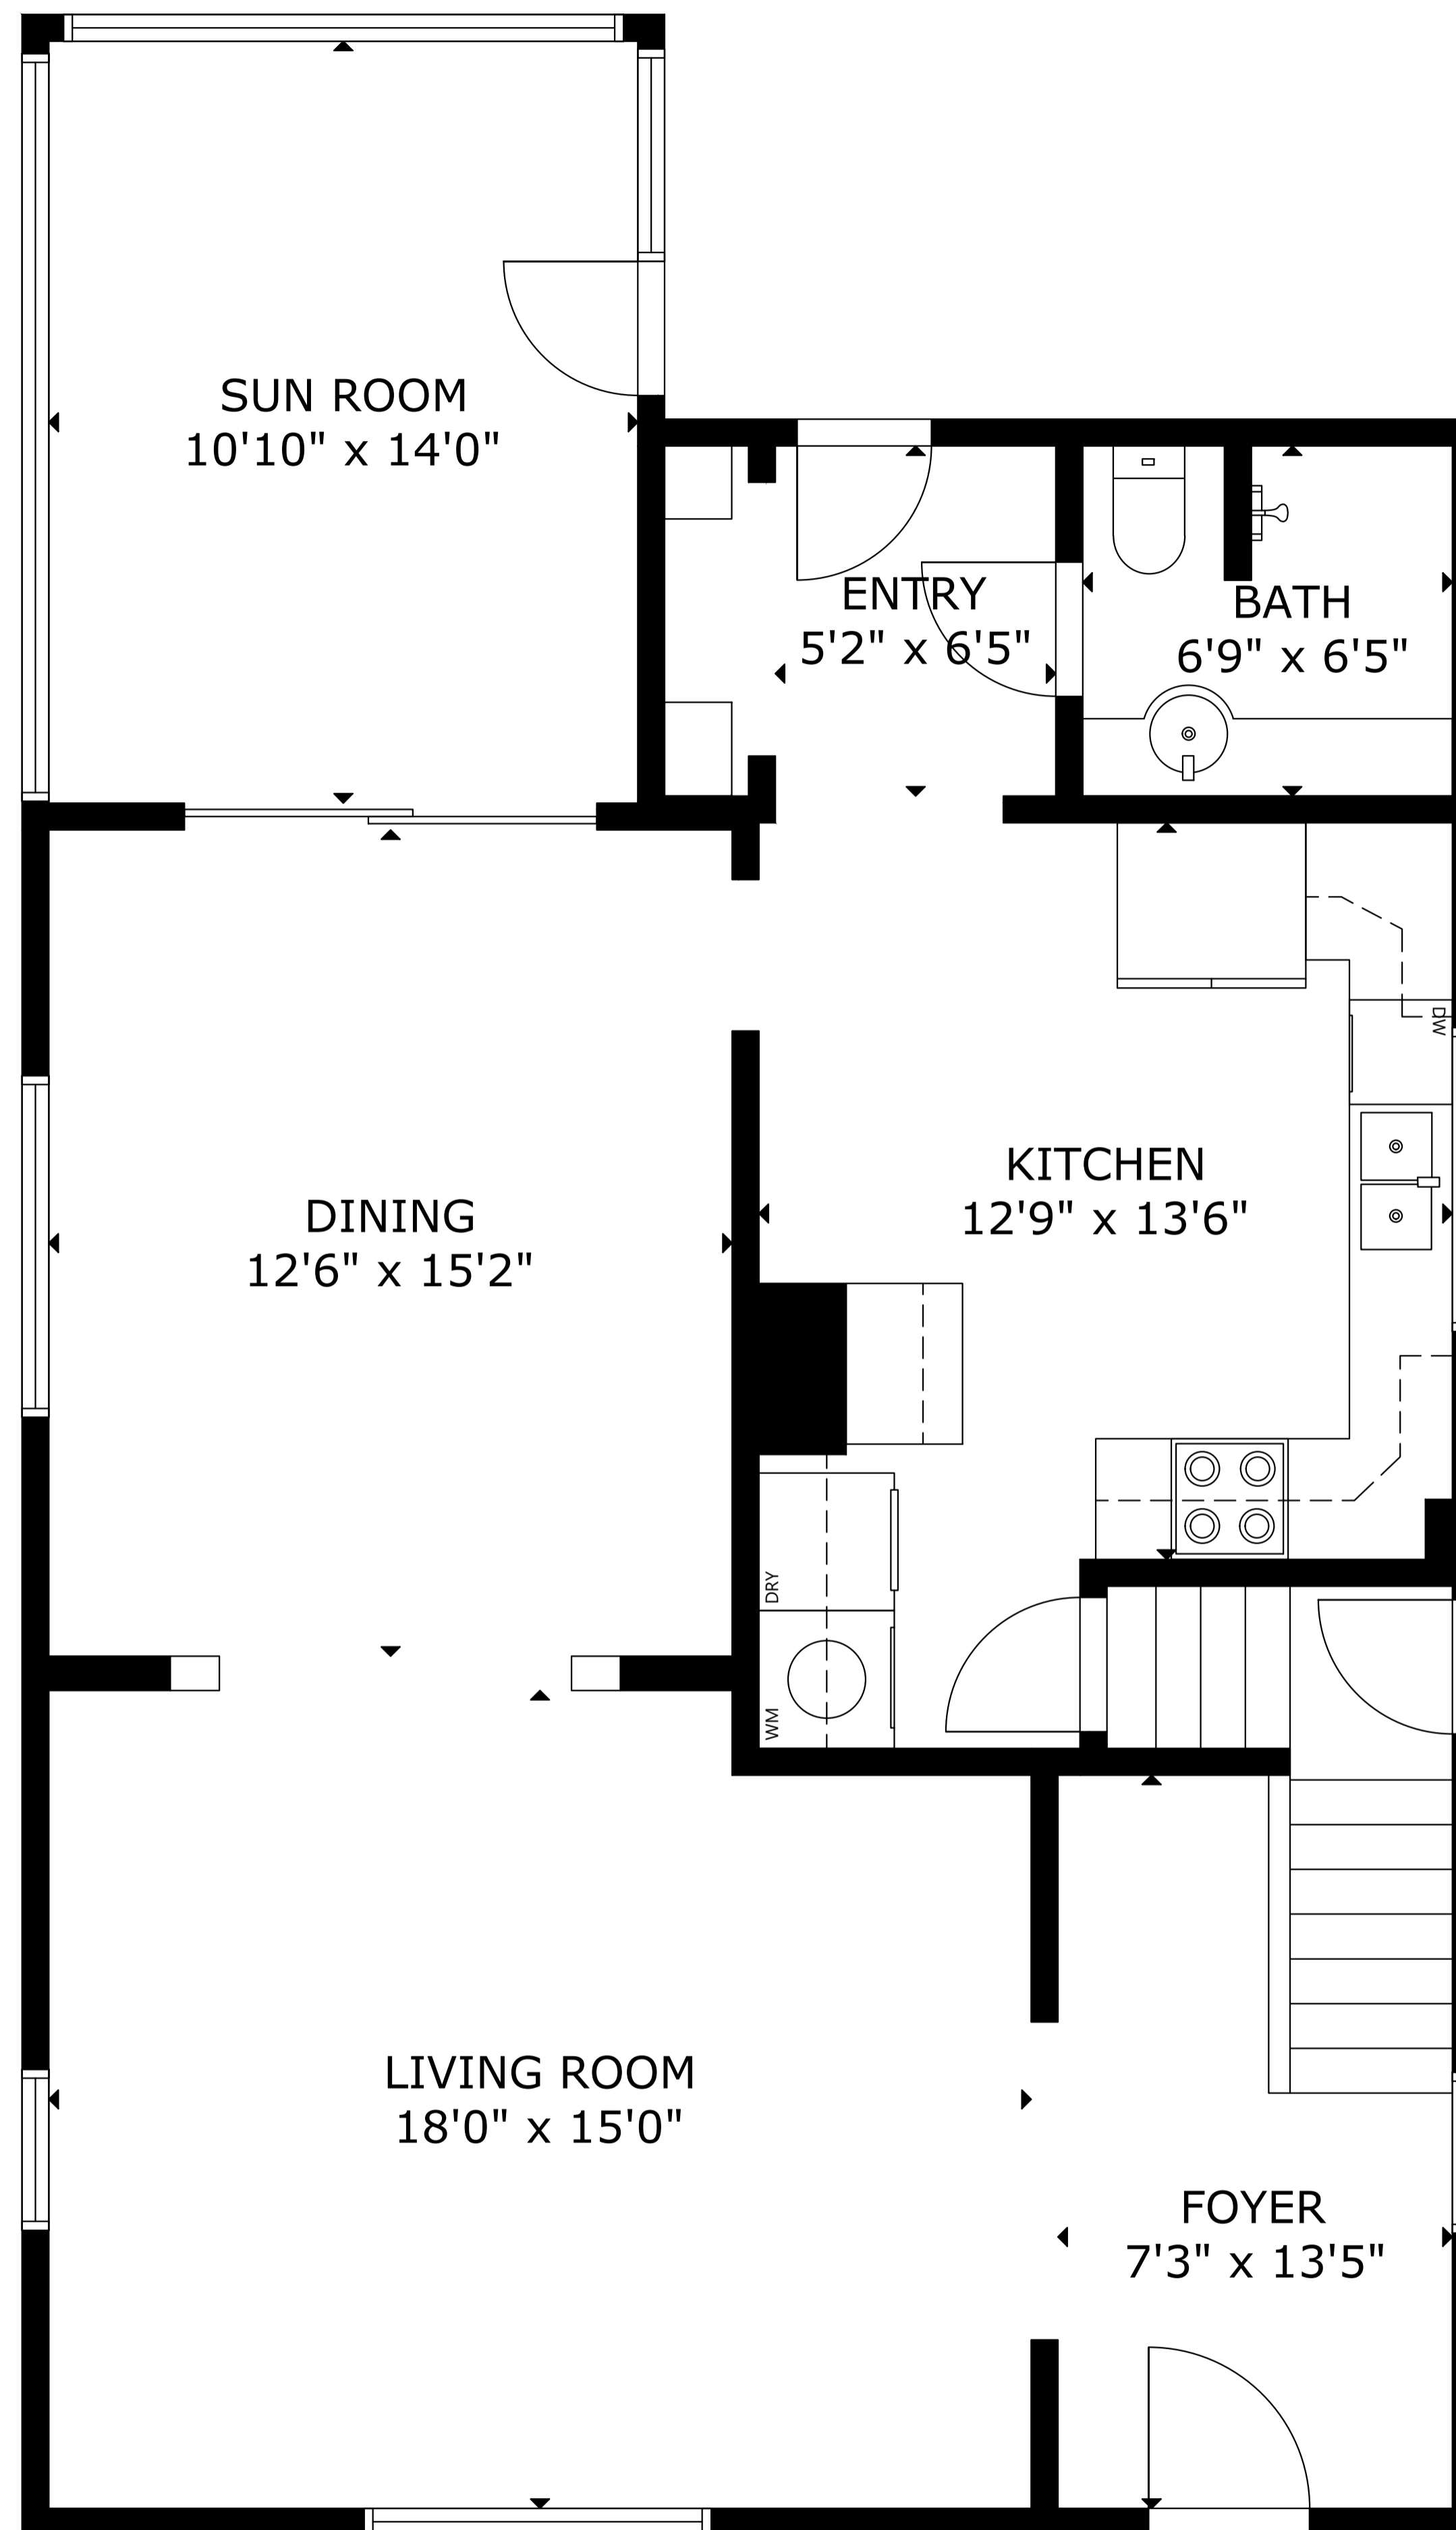 SUN ROOM
10'10" x 14'0"
ENTRY
5'2" x 6'5"
BATH
6'9" x 6'5"
DW
KITCHEN
12'9" x 13'6"
DINING
12'6" x 15'2"
DRY
WM
LIVING ROOM
18'0" x 15'0"
FOYER
7'3" x 13'5"